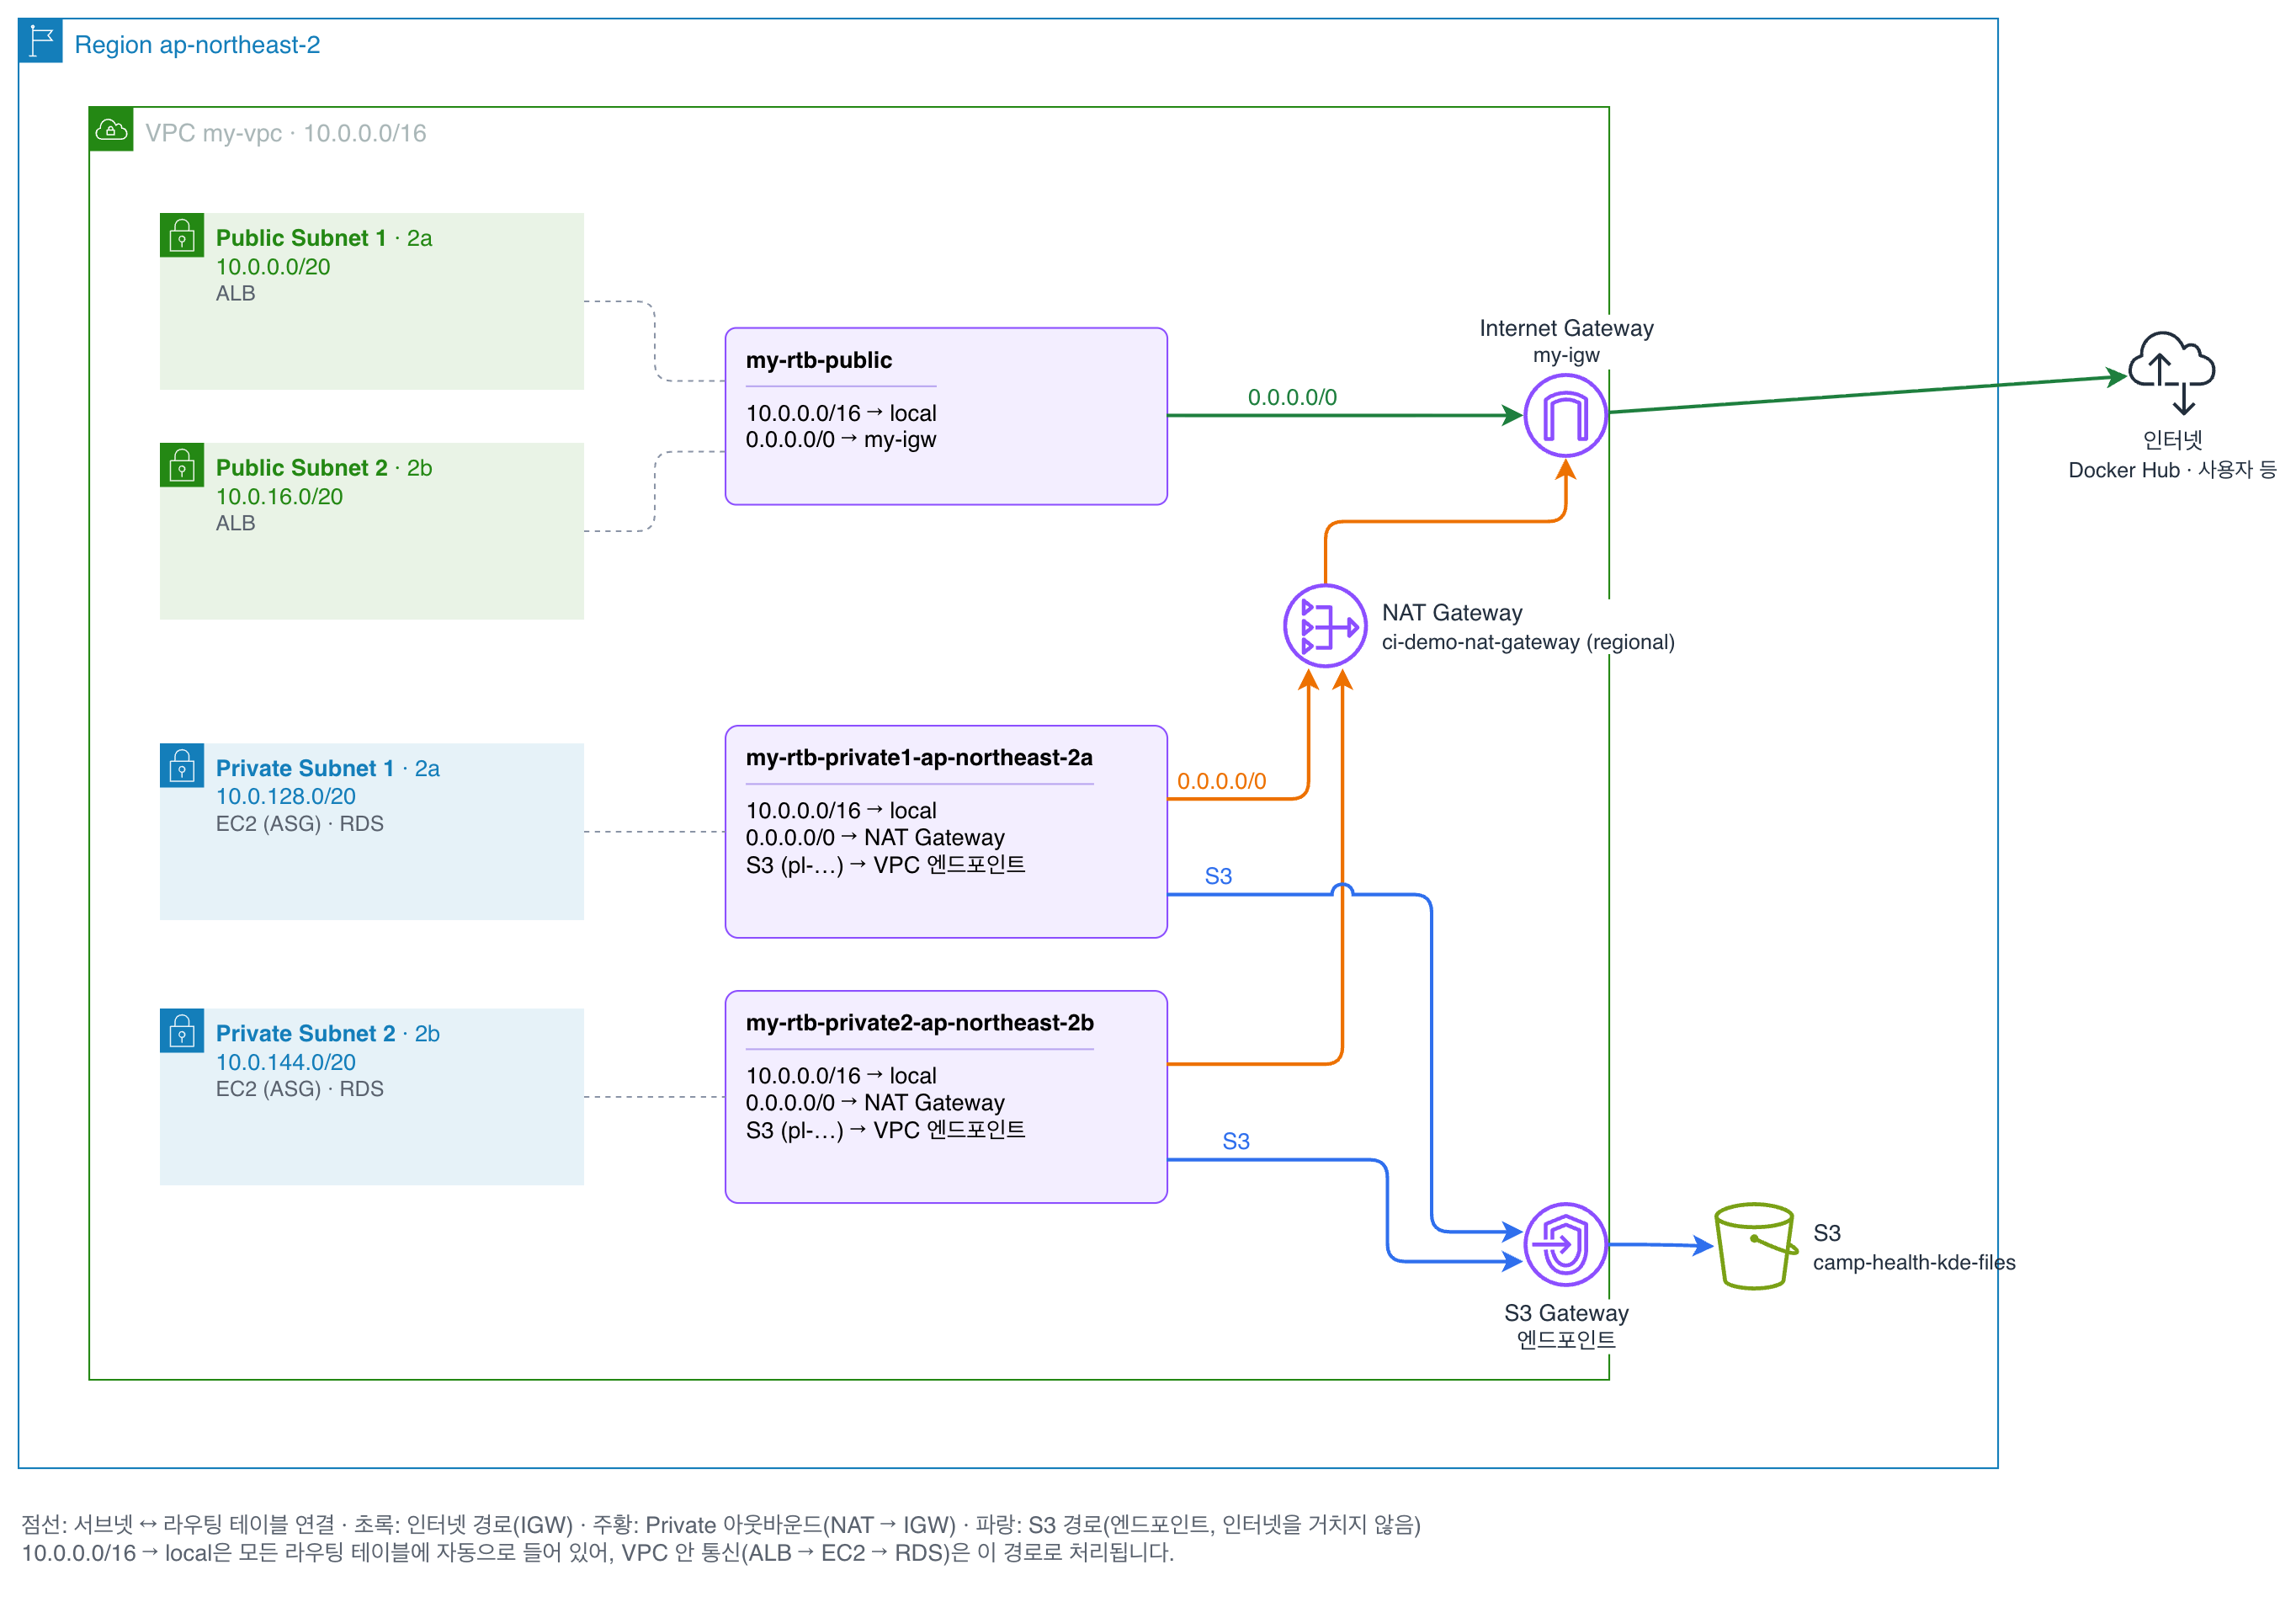 Region ap-northeast-2
VPC my-vpc · 10.0.0.0/16
Public Subnet 1 · 2a
10.0.0.0/20
ALB
Public Subnet 2 · 2b
10.0.16.0/20
ALB
my-rtb-public
10.0.0.0/16 → local
0.0.0.0/0 → my-igw
0.0.0.0/0
Internet Gateway
my-igw
인터넷
Docker Hub · 사용자 등
NAT Gateway
ci-demo-nat-gateway (regional)
Private Subnet 1 · 2a
10.0.128.0/20
EC2 (ASG) · RDS
my-rtb-private1-ap-northeast-2a
10.0.0.0/16 → local
0.0.0.0/0 → NAT Gateway
S3 (pl-…) → VPC 엔드포인트
0.0.0.0/0
S3
Private Subnet 2 · 2b
10.0.144.0/20
EC2 (ASG) · RDS
my-rtb-private2-ap-northeast-2b
10.0.0.0/16 → local
0.0.0.0/0 → NAT Gateway
S3 (pl-…) → VPC 엔드포인트
S3
S3 Gateway
엔드포인트
S3
camp-health-kde-files
점선: 서브넷 ↔ 라우팅 테이블 연결 · 초록: 인터넷 경로(IGW) · 주황: Private 아웃바운드(NAT → IGW) · 파랑: S3 경로(엔드포인트, 인터넷을 거치지 않음)
10.0.0.0/16 → local은 모든 라우팅 테이블에 자동으로 들어 있어, VPC 안 통신(ALB → EC2 → RDS)은 이 경로로 처리됩니다.